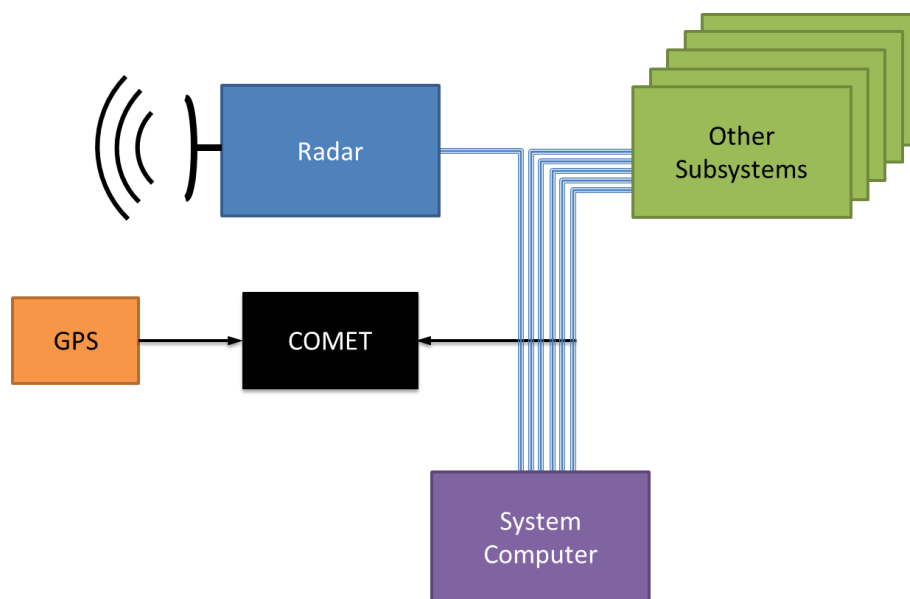 Radar
Other
Subsystems
GPS
COMET
System
Computer